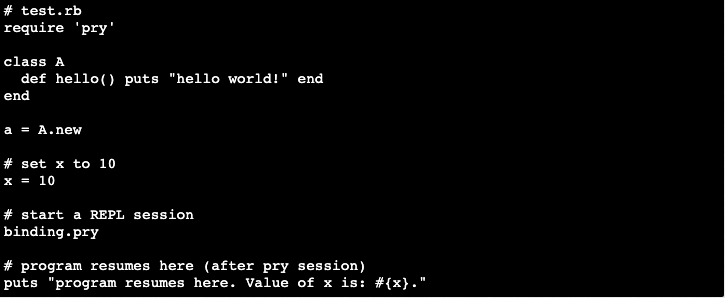 # test.rb
require 'pry'
class A
  def hello() puts "hello world!" end
end
a = A.new
# set x to 10
x = 10
# start a REPL session
binding.pry
# program resumes here (after pry session)
puts "program resumes here. Value of x is: #{x}."